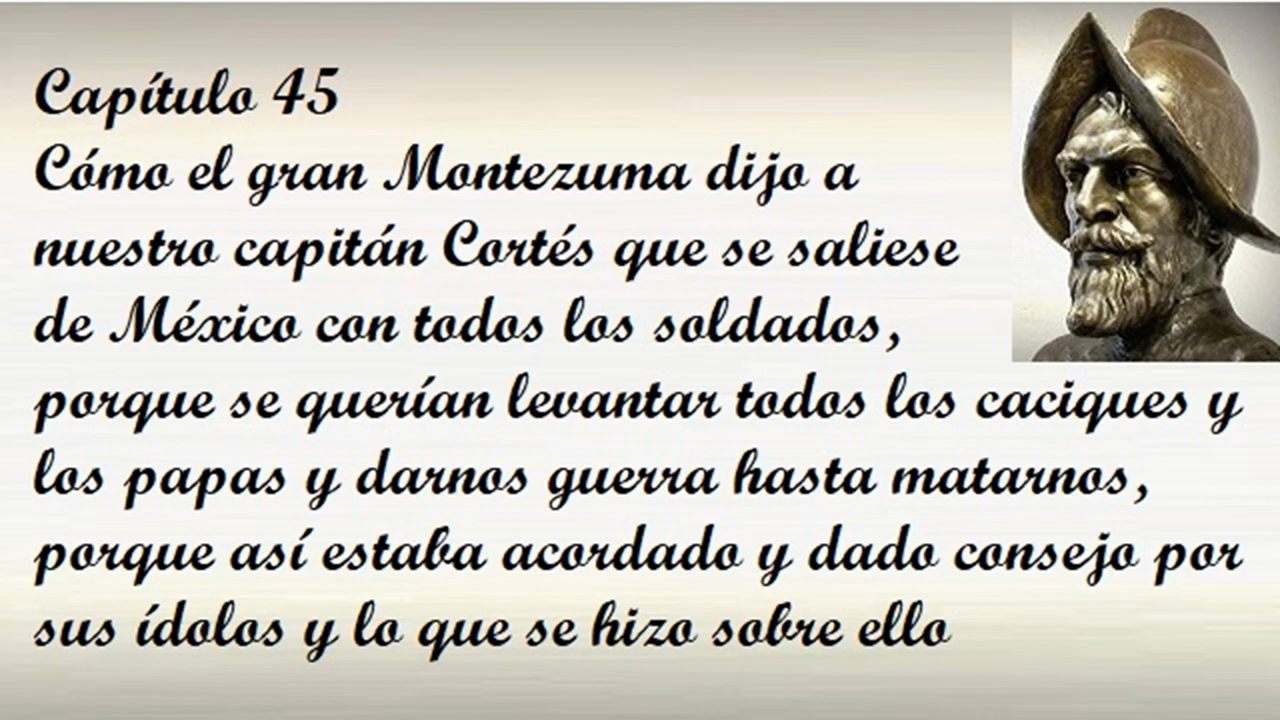 Capítulo 45
Cómo el gran Montezuma dijo a
nuestro capitán Cortés que se saliese
de México con todos los soldados,
porque se querían levantar todos los caciques y
los papas y darnos guerra hasta matarnos,
porque así estaba acordado y dado consejo por
sus ídolos y lo que se hizo sobre ello